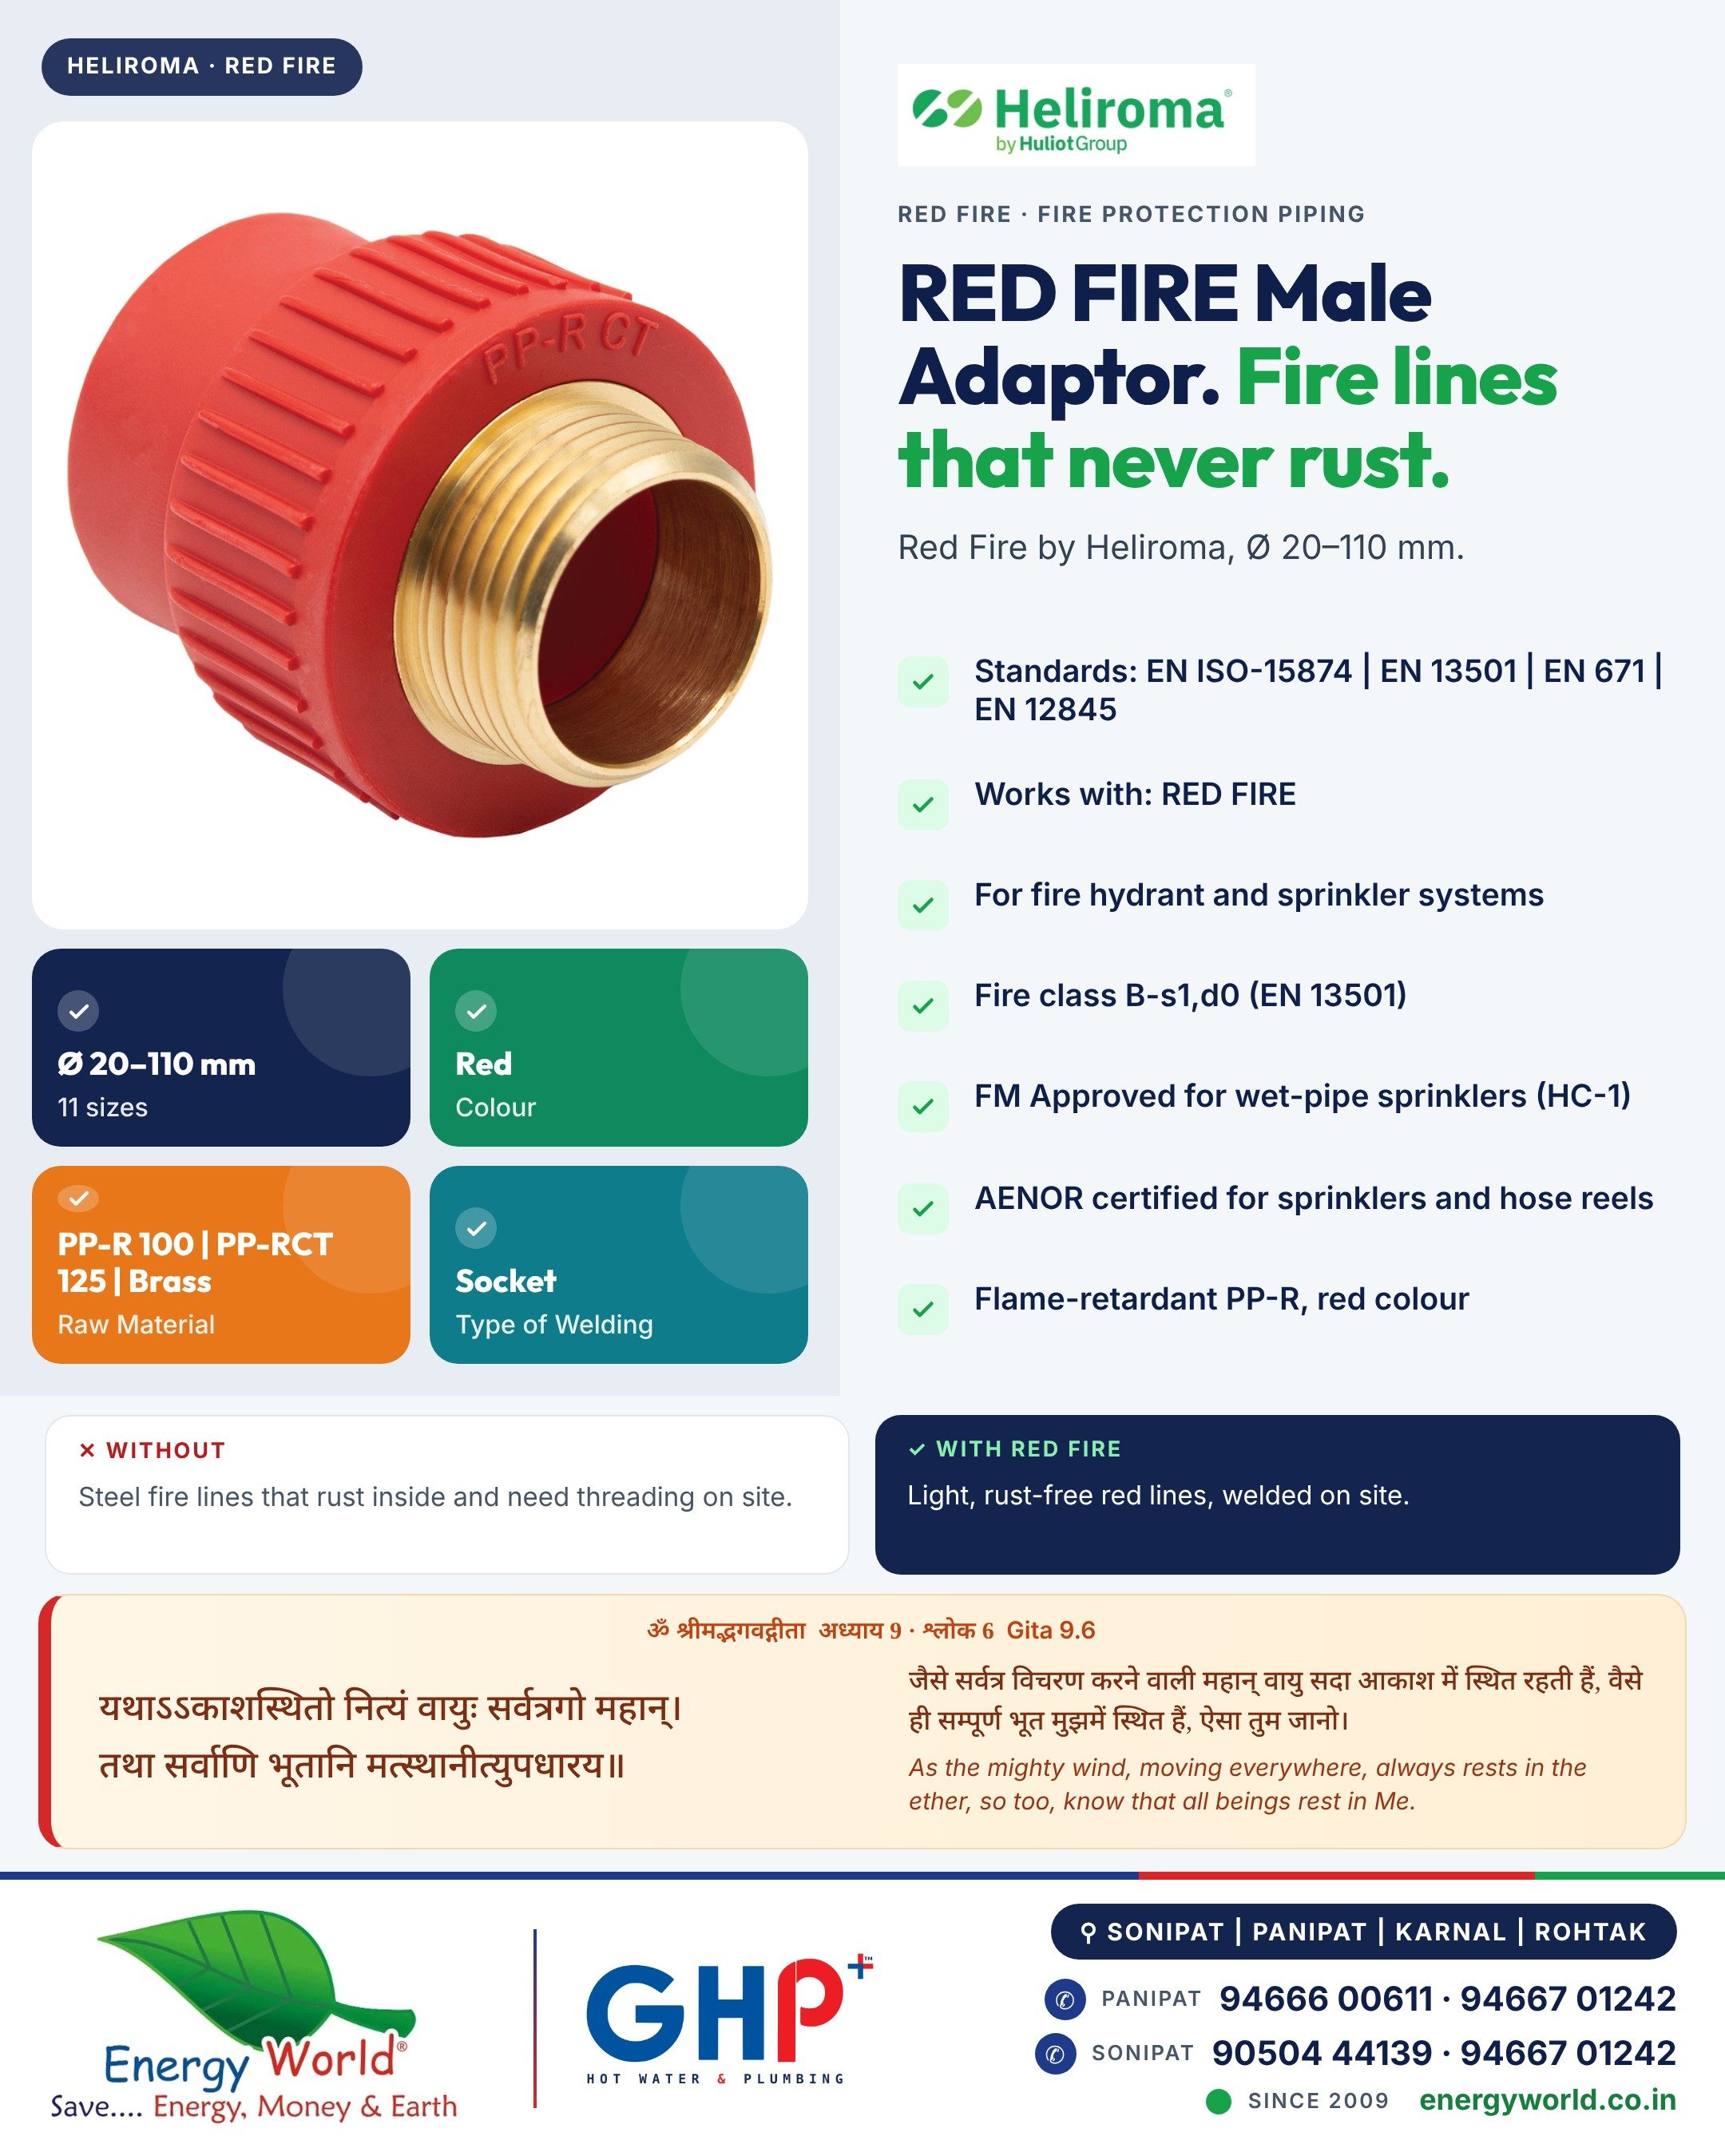 HELIROMA · RED FIRE
PP-R CT
Ø 20–110 mm
11 sizes
Red
Colour
PP-R 100 | PP-RCT
125 | Brass
Raw Material
Socket
Type of Welding
Heliroma®
by HuliotGroup
RED FIRE · FIRE PROTECTION PIPING
RED FIRE Male
Adaptor. Fire lines
that never rust.
Red Fire by Heliroma, Ø 20–110 mm.
Standards: EN ISO-15874 | EN 13501 | EN 671 |
EN 12845
Works with: RED FIRE
For fire hydrant and sprinkler systems
Fire class B-s1,d0 (EN 13501)
FM Approved for wet-pipe sprinklers (HC-1)
AENOR certified for sprinklers and hose reels
Flame-retardant PP-R, red colour
✕ WITHOUT
Steel fire lines that rust inside and need threading on site.
✓ WITH RED FIRE
Light, rust-free red lines, welded on site.
ॐ श्रीमद्भगवद्गीता अध्याय 9 · श्लोक 6 Gita 9.6
यथाऽऽकाशस्थितो नित्यं वायुः सर्वत्रगो महान्।
तथा सर्वाणि भूतानि मत्स्थानीत्युपधारय॥
जैसे सर्वत्र विचरण करने वाली महान् वायु सदा आकाश में स्थित रहती हैं, वैसे
ही सम्पूर्ण भूत मुझमें स्थित हैं, ऐसा तुम जानो।
As the mighty wind, moving everywhere, always rests in the
ether, so too, know that all beings rest in Me.
Energy World®
Save.... Energy, Money & Earth
GHP+™
HOT WATER & PLUMBING
SONIPAT | PANIPAT | KARNAL | ROHTAK
PANIPAT 94666 00611 · 94667 01242
SONIPAT 90504 44139 · 94667 01242
SINCE 2009 energyworld.co.in